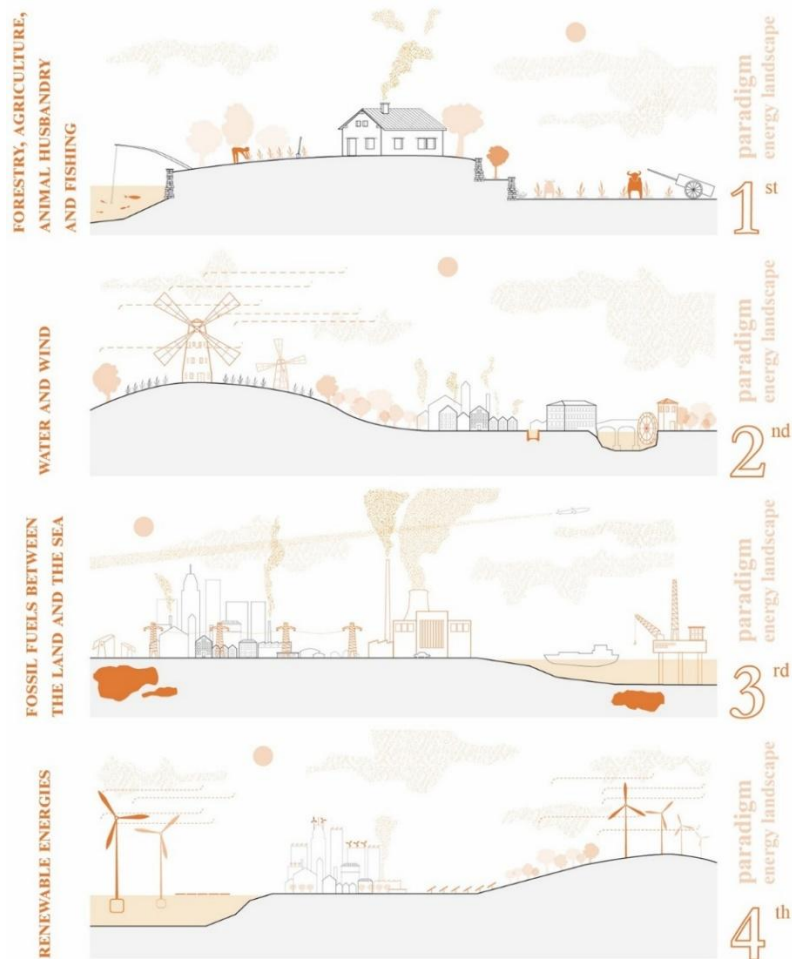 FORESTRY, AGRICULTURE,
ANIMAL HUSBANDRY
AND FISHING
paradigm
energy landscape
1st
WATER AND WIND
paradigm
energy landscape
2nd
FOSSIL FUELS BETWEEN
THE LAND AND THE SEA
paradigm
energy landscape
3rd
RENEWABLE ENERGIES
paradigm
energy landscape
4th